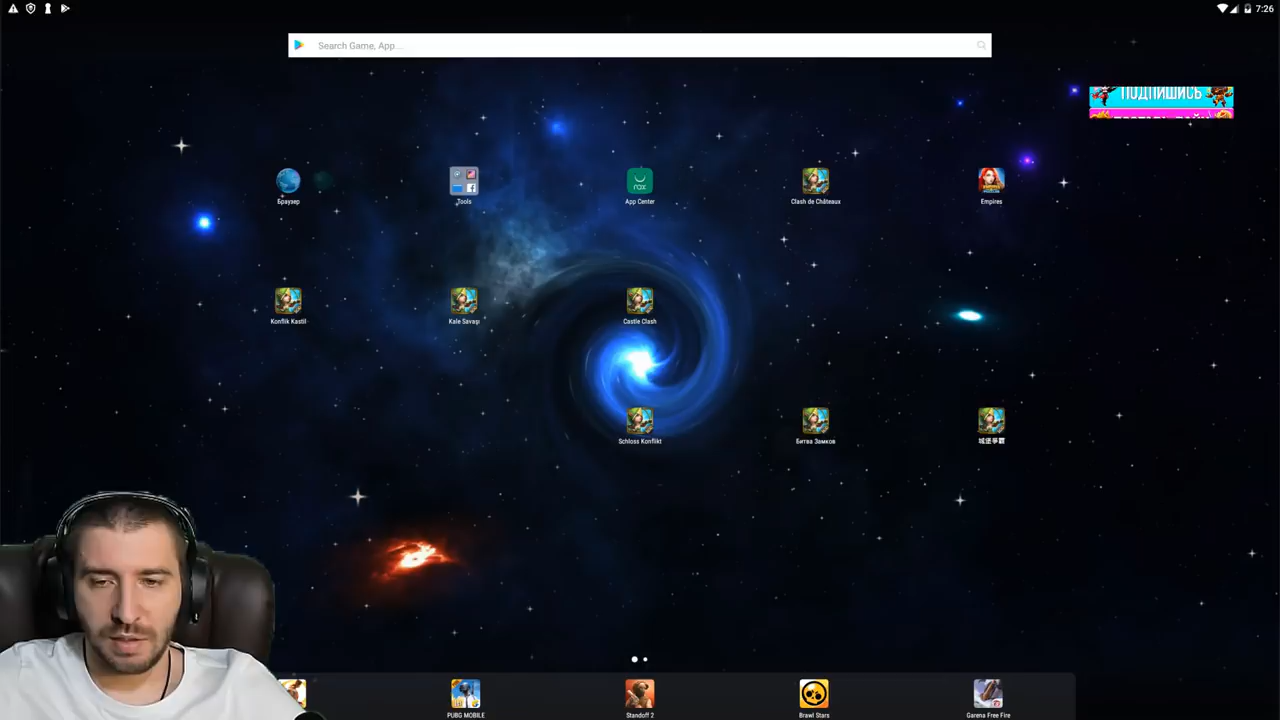 7:26
Search Game, App...
ПОДПИШИСЬ
Браузер
Tools
rox
App Center
Clash de Châteaux
Empires
Konflik Kastil
Kale Savaşı
Castle Clash
Schloss Konflikt
Битва Замков
城堡爭霸
PUBG MOBILE
Standoff 2
Brawl Stars
Garena Free Fire